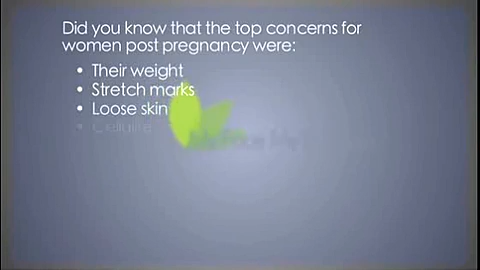 Did you know that the top concerns for
women post pregnancy were:
• Their weight
• Stretch marks
• Loose skin